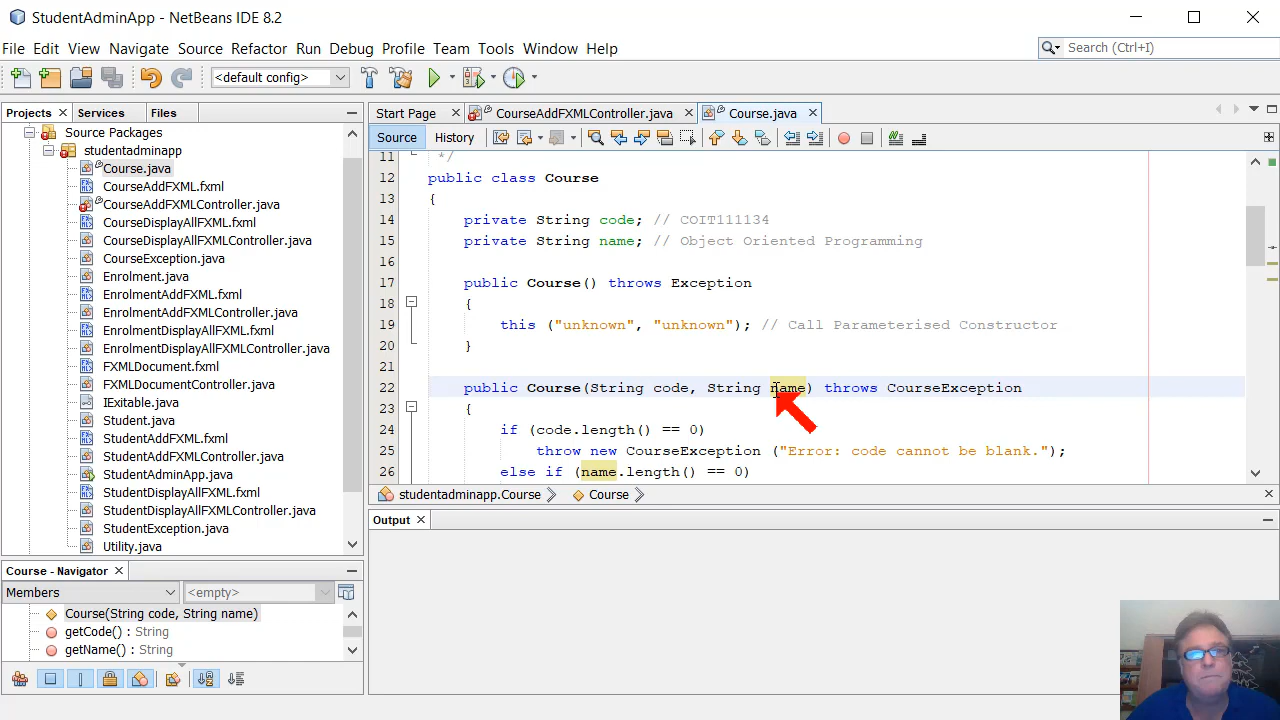 StudentAdminApp - NetBeans IDE 8.2
File Edit View Navigate Source Refactor Run Debug Profile Team Tools Window Help
Search (Ctrl+I)
<default config>
Projects Services Files
Source Packages
studentadminapp
Course.java
CourseAddFXML.fxml
CourseAddFXMLController.java
CourseDisplayAllFXML.fxml
CourseDisplayAllFXMLController.java
CourseException.java
Enrolment.java
EnrolmentAddFXML.fxml
EnrolmentAddFXMLController.java
EnrolmentDisplayAllFXML.fxml
EnrolmentDisplayAllFXMLController.java
FXMLDocument.fxml
FXMLDocumentController.java
IExitable.java
Student.java
StudentAddFXML.fxml
StudentAddFXMLController.java
StudentAdminApp.java
StudentDisplayAllFXML.fxml
StudentDisplayAllFXMLController.java
StudentException.java
Utility.java
Course - Navigator
Members <empty>
Course(String code, String name)
getCode() : String
getName() : String
Start Page CourseAddFXMLController.java Course.java
Source History
11 */
12 public class Course
13 {
14 private String code; // COIT111134
15 private String name; // Object Oriented Programming
16
17 public Course() throws Exception
18 {
19 this ("unknown", "unknown"); // Call Parameterised Constructor
20 }
21
22 public Course(String code, String name) throws CourseException
23 {
24 if (code.length() == 0)
25 throw new CourseException ("Error: code cannot be blank.");
26 else if (name.length() == 0)
studentadminapp.Course Course
Output